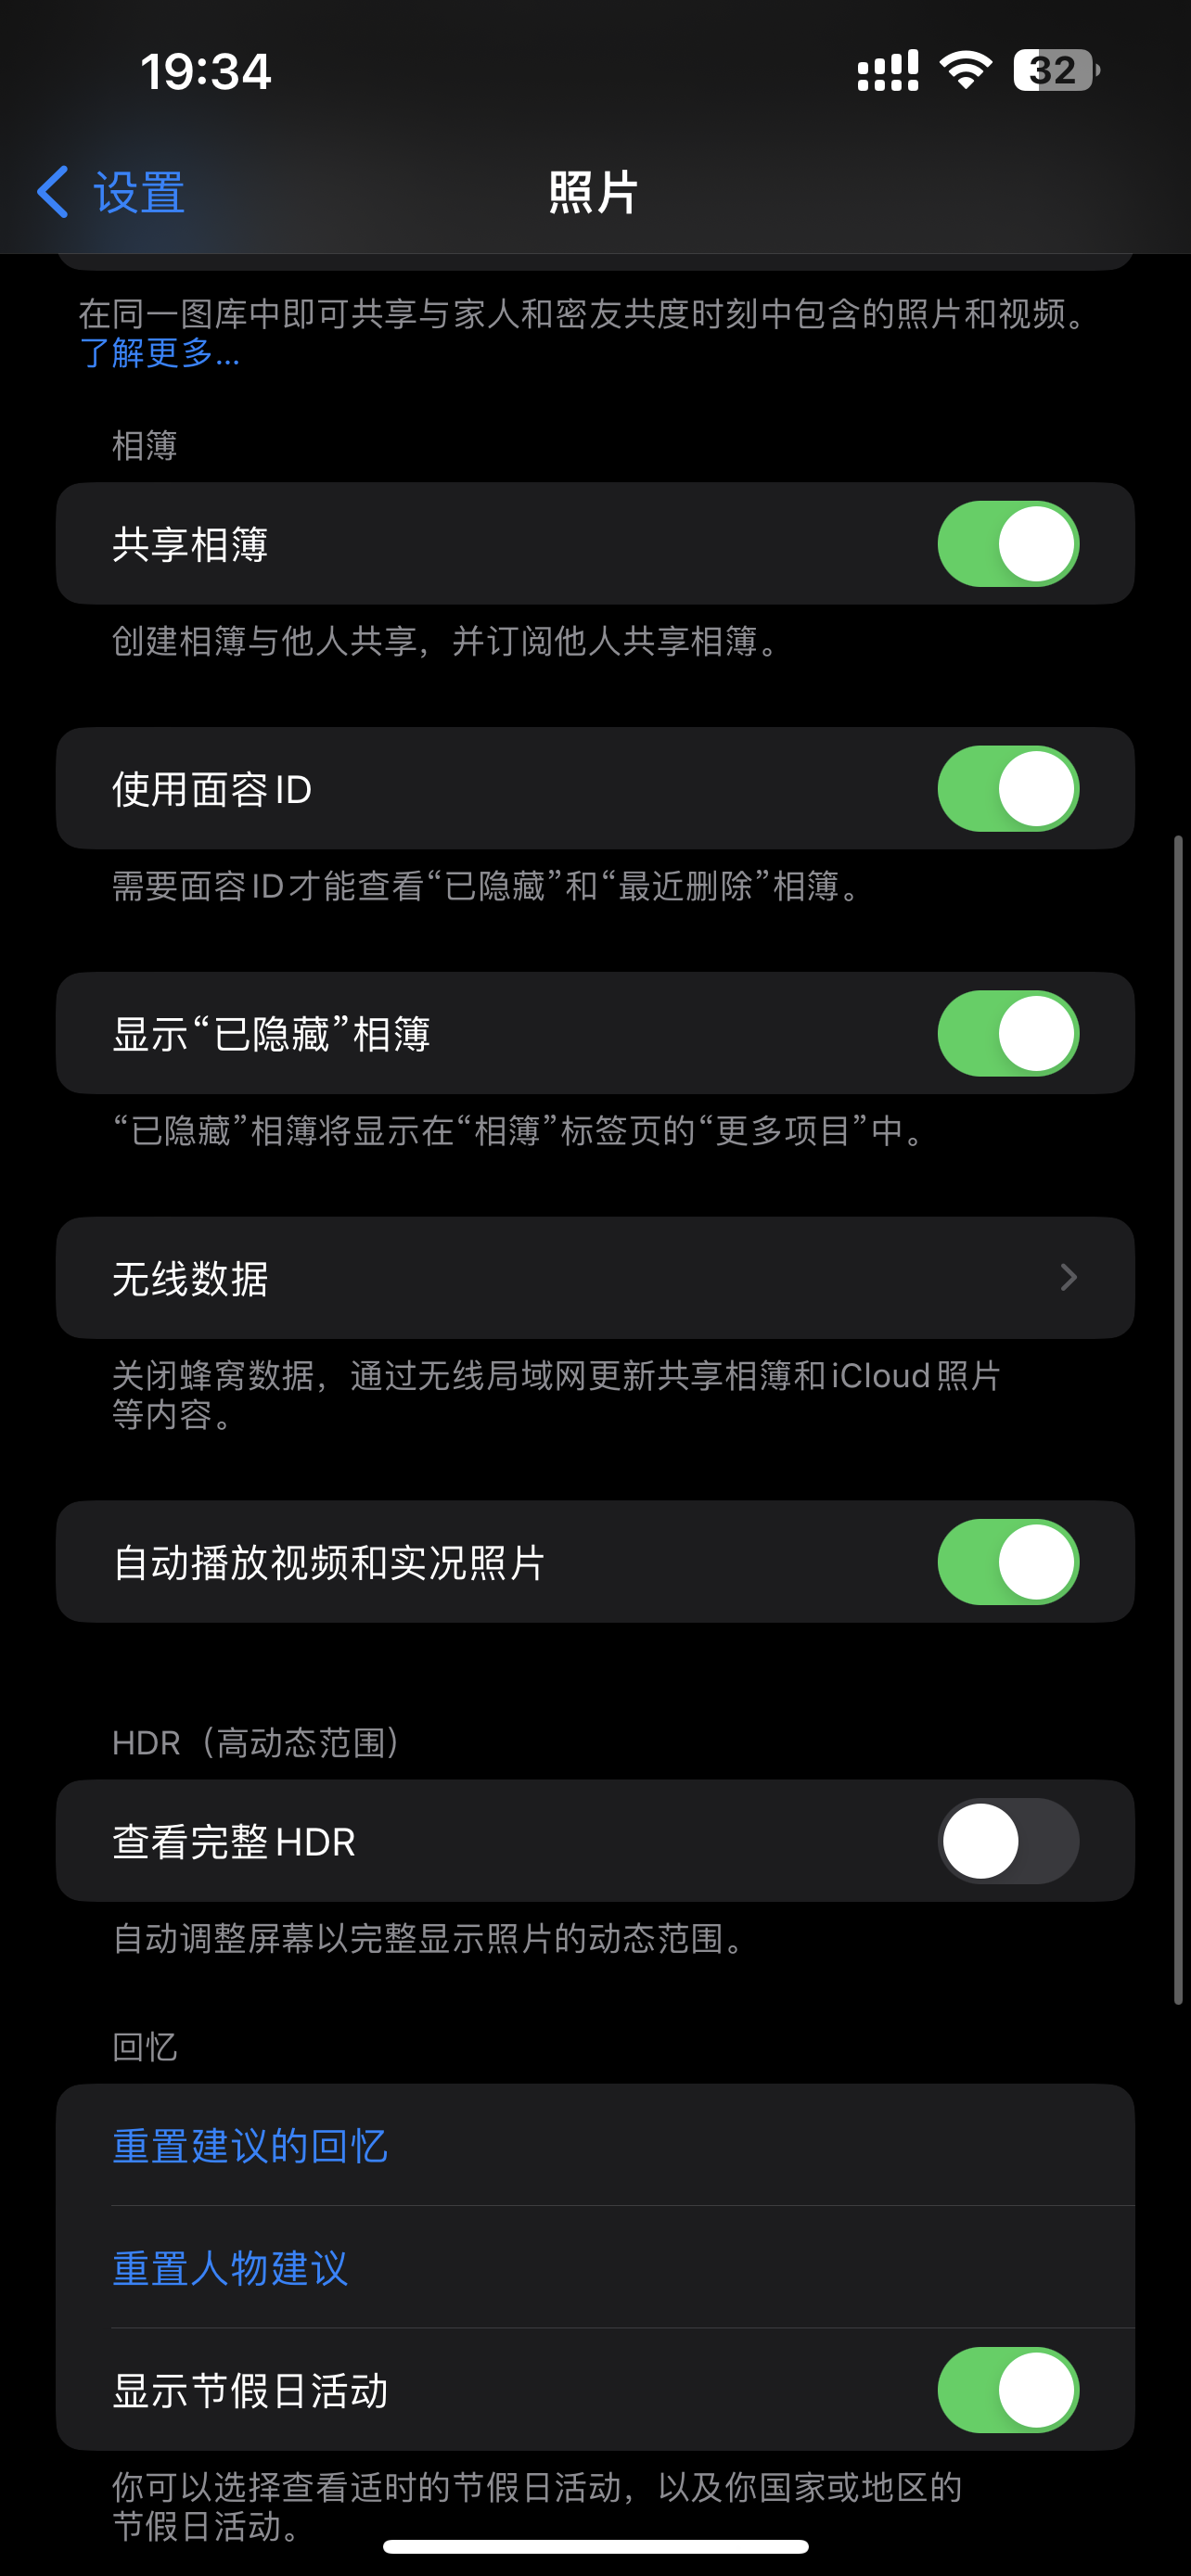 19:34
32
设置
照片
在同一图库中即可共享与家人和密友共度时刻中包含的照片和视频。
了解更多...
相簿
共享相簿
创建相簿与他人共享，并订阅他人共享相簿。
使用面容 ID
需要面容 ID 才能查看“已隐藏”和“最近删除”相簿。
显示“已隐藏”相簿
“已隐藏”相簿将显示在“相簿”标签页的“更多项目”中。
无线数据
关闭蜂窝数据，通过无线局域网更新共享相簿和 iCloud 照片
等内容。
自动播放视频和实况照片
HDR（高动态范围）
查看完整 HDR
自动调整屏幕以完整显示照片的动态范围。
回忆
重置建议的回忆
重置人物建议
显示节假日活动
你可以选择查看适时的节假日活动，以及你国家或地区的
节假日活动。